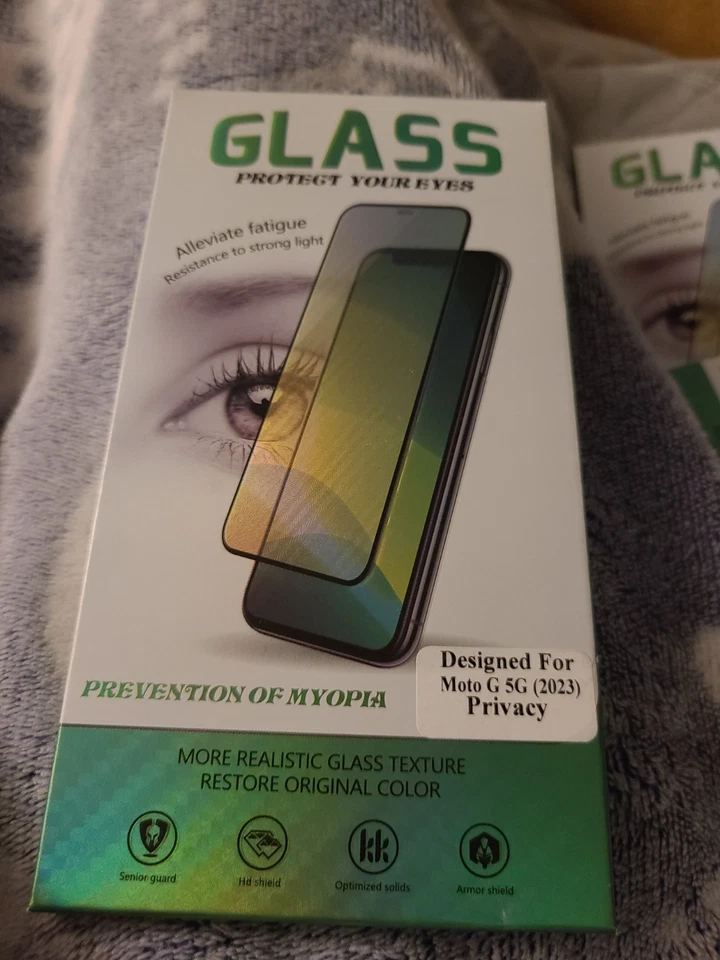 GLASS
PROTECT YOUR EYES
Alleviate fatigue
Resistance to strong light
PREVENTION OF MYOPIA
Designed For
Moto G 5G (2023)
Privacy
MORE REALISTIC GLASS TEXTURE
RESTORE ORIGINAL COLOR
Senior guard
Hd shield
Optimized solids
Armor shield
GLA